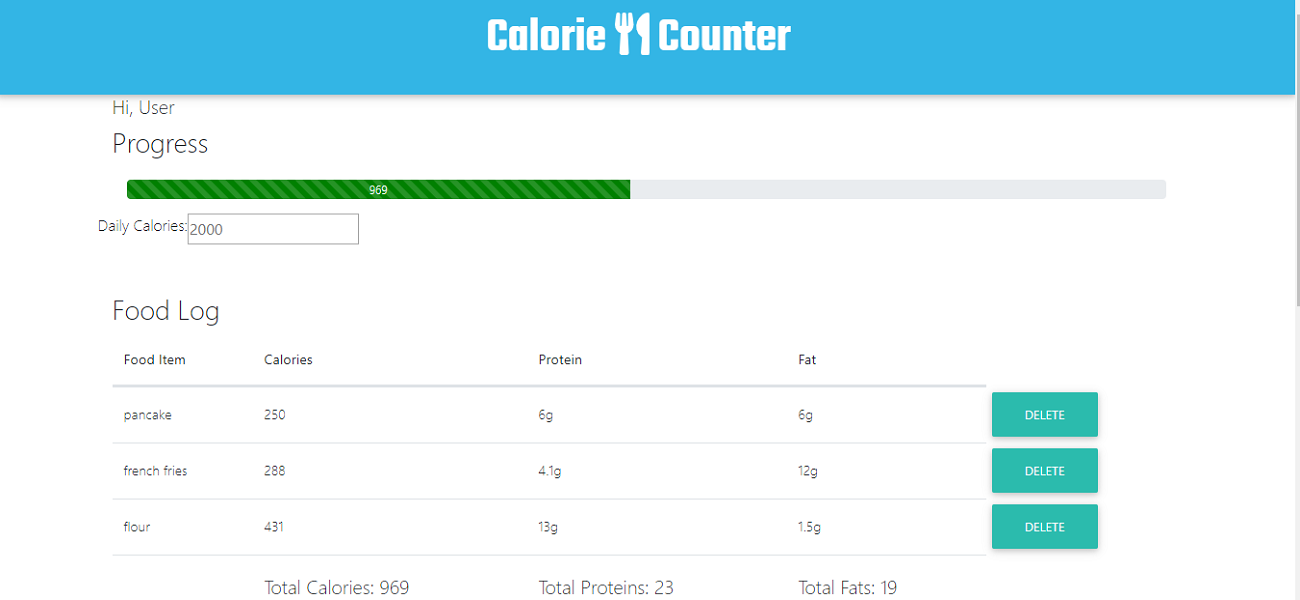 Calorie Counter
Hi, User
Progress
969
Daily Calories: 2000
Food Log
Food Item Calories Protein Fat
pancake 250 6g 6g DELETE
french fries 288 4.1g 12g DELETE
flour 431 13g 1.5g DELETE
Total Calories: 969 Total Proteins: 23 Total Fats: 19